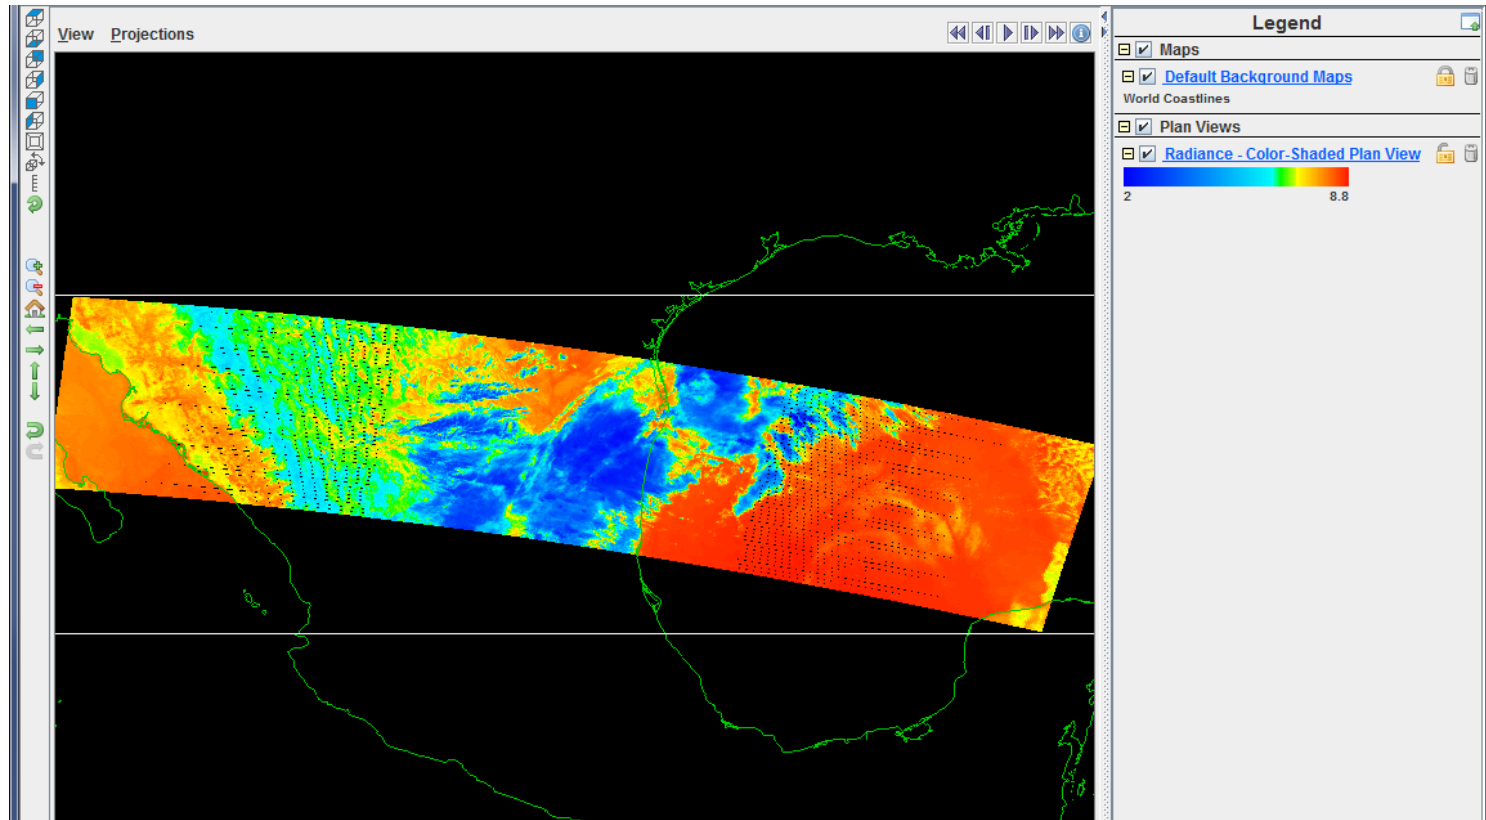 View Projections
Legend
Maps
Default Background Maps
World Coastlines
Plan Views
Radiance - Color-Shaded Plan View
2 8.8